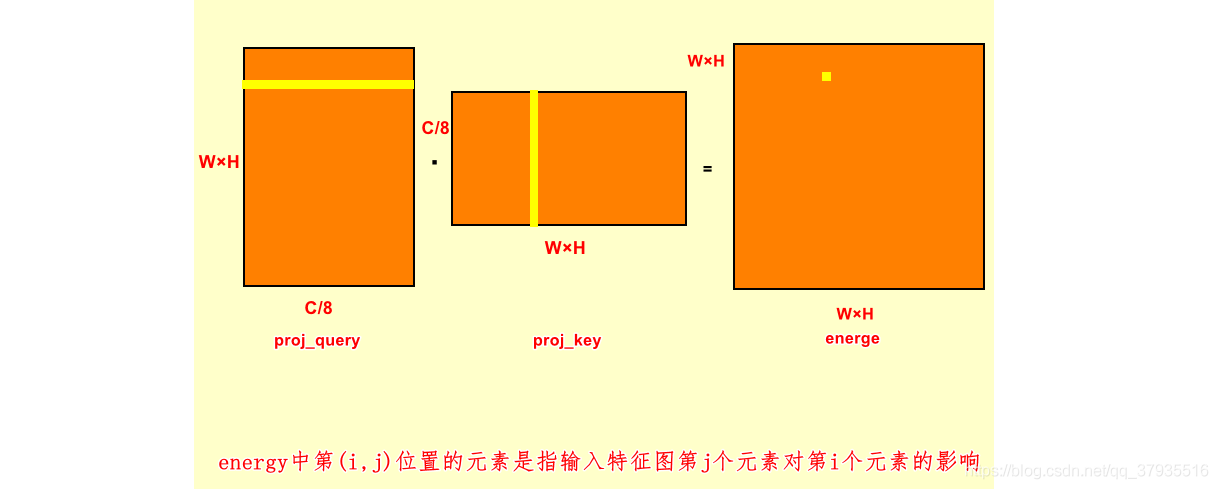 W×H
C/8
W×H
C/8
.
=
W×H
W×H
C/8
W×H
proj_query
proj_key
energe
energy中第(i,j)位置的元素是指输入特征图第j个元素对第i个元素的影响
https://blog.csdn.net/qq_37935516